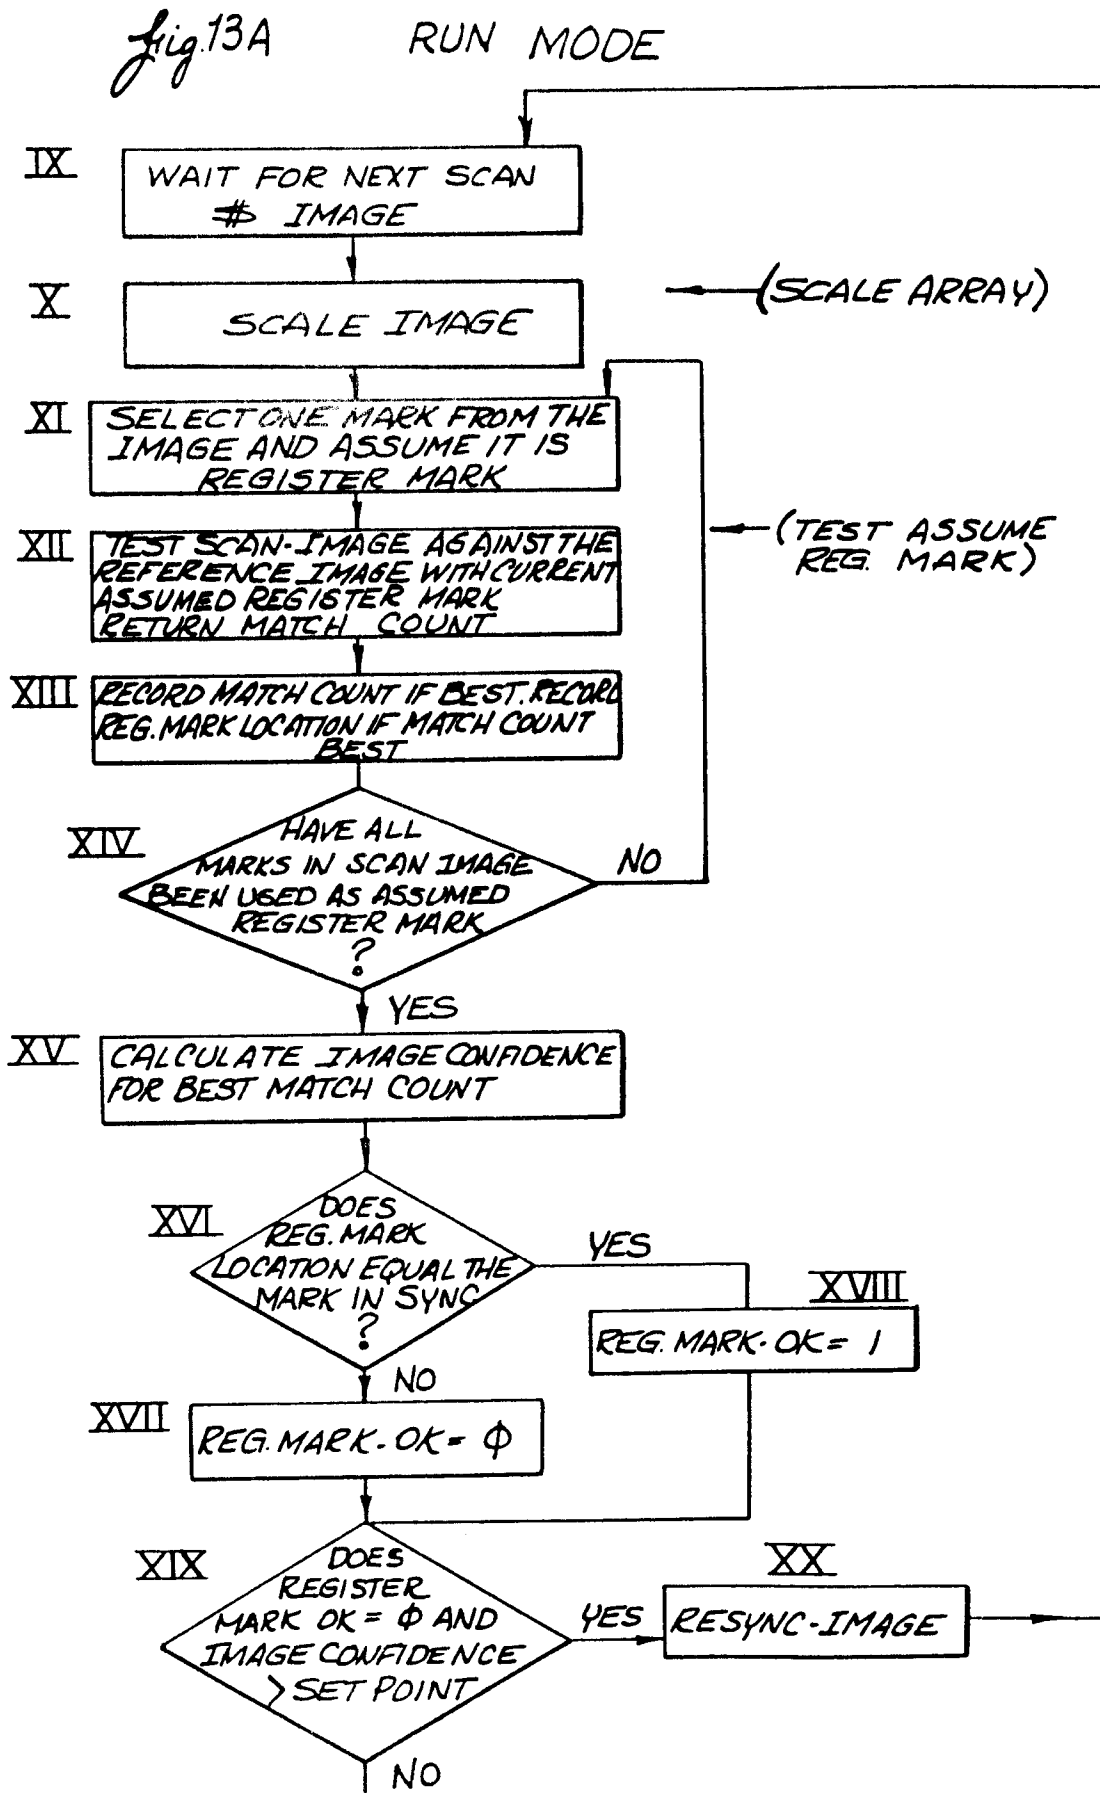 fig.13A RUN MODE
IX
WAIT FOR NEXT SCAN
IMAGE
X
SCALE IMAGE
(SCALE ARRAY)
XI
SELECT ONE MARK FROM THE
IMAGE AND ASSUME IT IS
REGISTER MARK
XII
TEST SCAN-IMAGE AGAINST THE
REFERENCE IMAGE WITH CURRENT
ASSUMED REGISTER MARK
RETURN MATCH COUNT
(TEST ASSUME
REG. MARK)
XIII
RECORD MATCH COUNT IF BEST. RECORD
REG. MARK LOCATION IF MATCH COUNT
BEST
XIV
HAVE ALL
MARKS IN SCAN IMAGE
BEEN USED AS ASSUMED
REGISTER MARK
?
NO
YES
XV
CALCULATE IMAGE CONFIDENCE
FOR BEST MATCH COUNT
XVI
DOES
REG. MARK
LOCATION EQUAL THE
MARK IN SYNC
?
YES
XVIII
REG. MARK-OK = 1
NO
XVII
REG. MARK-OK = ϕ
XIX
DOES
REGISTER
MARK OK = ϕ AND
IMAGE CONFIDENCE
> SET POINT
YES
XX
RESYNC-IMAGE
NO